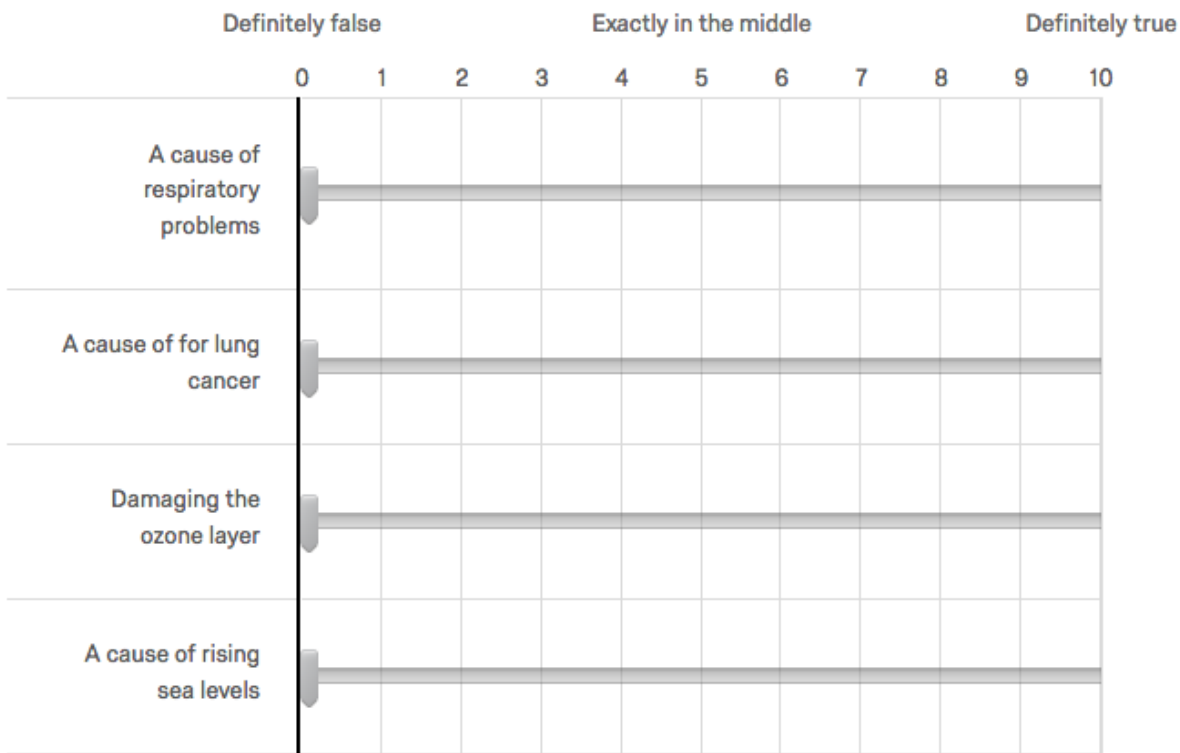 Definitely false Exactly in the middle Definitely true
0 1 2 3 4 5 6 7 8 9 10
A cause of
respiratory
problems
A cause of for lung
cancer
Damaging the
ozone layer
A cause of rising
sea levels